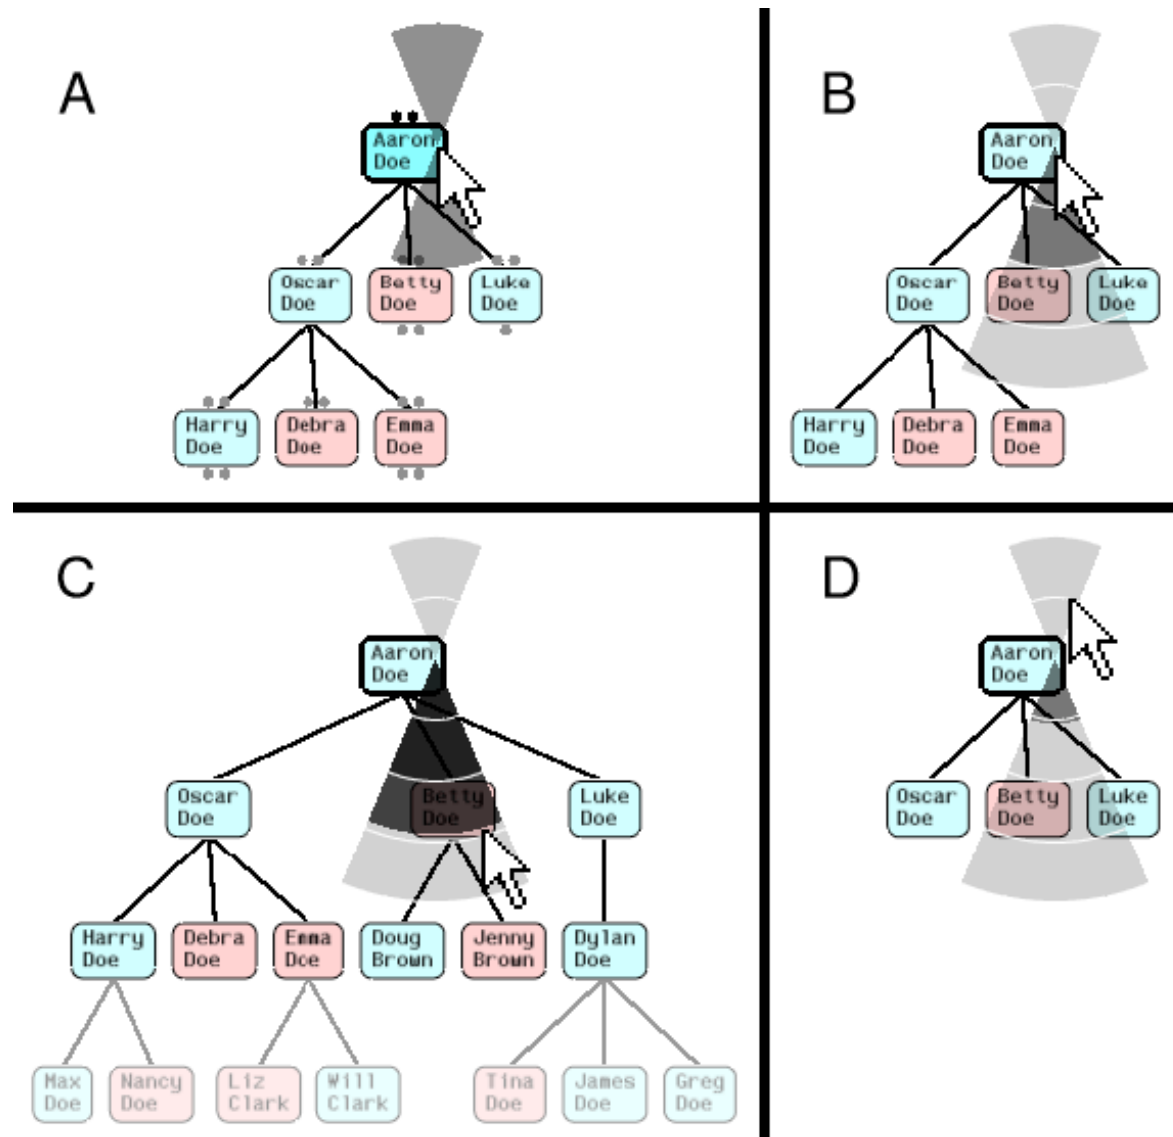 A
Aaron
Doe
Oscar
Doe
Betty
Doe
Luke
Doe
Harry
Doe
Debra
Doe
Emma
Doe
B
Aaron
Doe
Oscar
Doe
Betty
Doe
Luke
Doe
Harry
Doe
Debra
Doe
Emma
Doe
C
Aaron
Doe
Oscar
Doe
Betty
Doe
Luke
Doe
Harry
Doe
Debra
Doe
Emma
Doe
Doug
Brown
Jenny
Brown
Dylan
Doe
Max
Doe
Nancy
Doe
Liz
Clark
Will
Clark
Tina
Doe
James
Doe
Greg
Doe
D
Aaron
Doe
Oscar
Doe
Betty
Doe
Luke
Doe